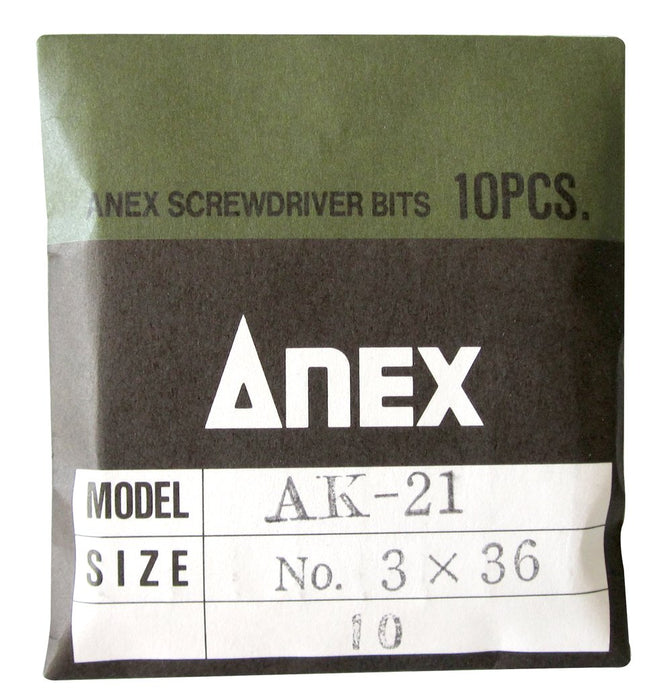 ANEX SCREWDRIVER BITS 10PCS.
ANEX
MODEL AK-21
SIZE No. 3 × 36
10